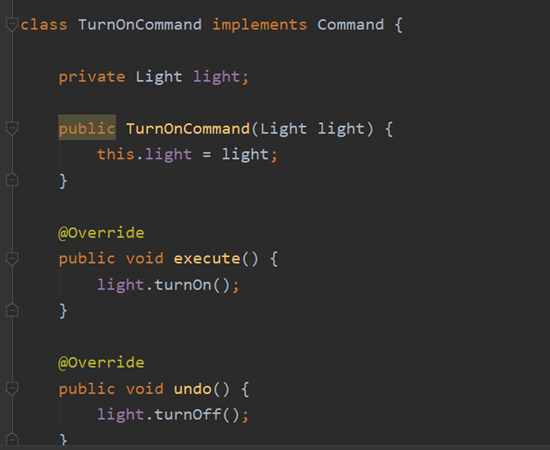 class TurnOnCommand implements Command {
private Light light;
public TurnOnCommand(Light light) {
this.light = light;
}
@Override
public void execute() {
light.turnOn();
}
@Override
public void undo() {
light.turnOff();
}